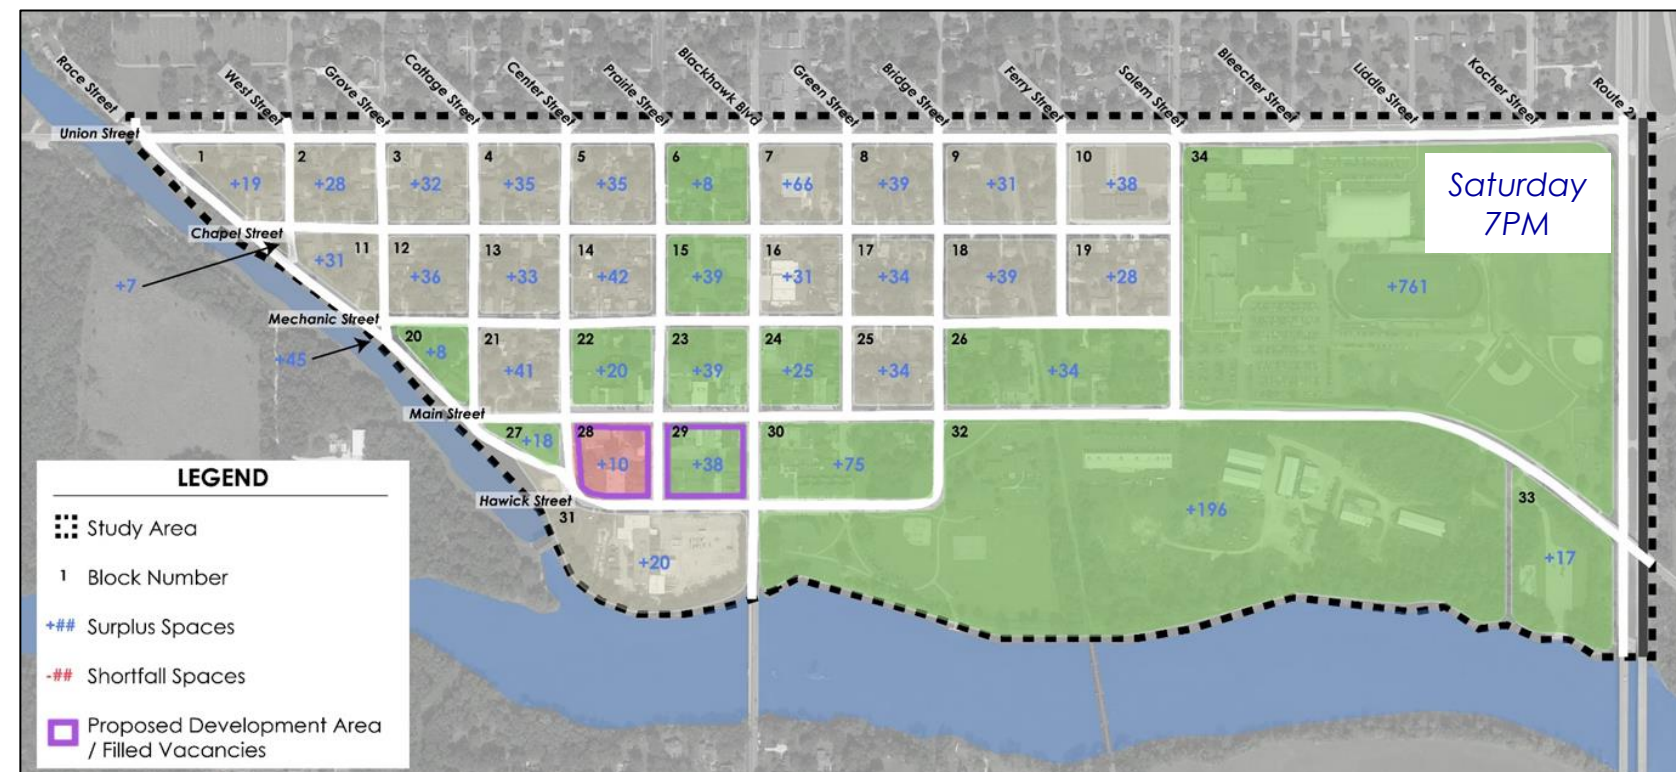 Race Street
West Street
Grove Street
Cottage Street
Center Street
Prairie Street
Blackhawk Blvd
Green Street
Bridge Street
Ferry Street
Salem Street
Bleecher Street
Liddle Street
Kocher Street
Route 2
Union Street
1
2
3
4
5
6
7
8
9
10
34
+19
+28
+32
+35
+35
+8
+66
+39
+31
+38
Saturday
7PM
Chapel Street
11
12
13
14
15
16
17
18
19
+7
+31
+36
+33
+42
+39
+31
+34
+39
+28
+761
Mechanic Street
20
21
22
23
24
25
26
+45
+8
+41
+20
+39
+25
+34
+34
Main Street
27
28
29
30
32
+18
+10
+38
+75
+196
Hawick Street
31
33
+20
+17
LEGEND
Study Area
1 Block Number
+## Surplus Spaces
-## Shortfall Spaces
Proposed Development Area
/ Filled Vacancies